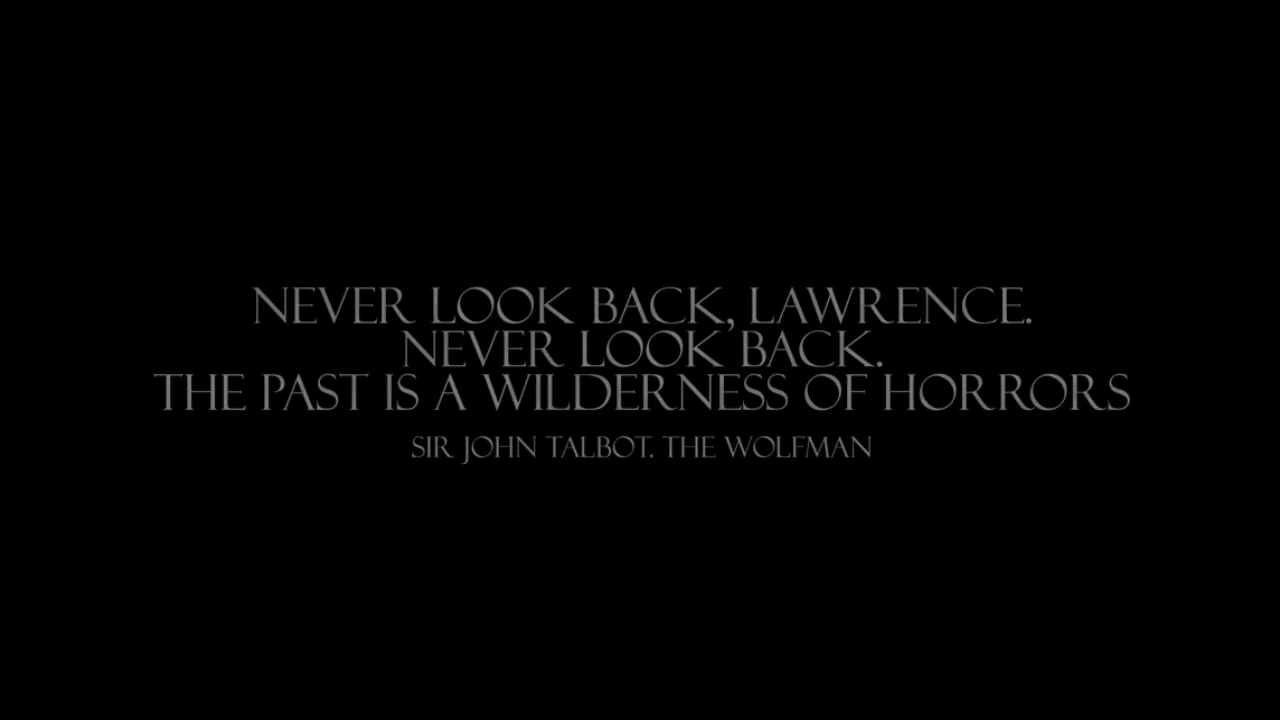 NEVER LOOK BACK, LAWRENCE.
NEVER LOOK BACK.
THE PAST IS A WILDERNESS OF HORRORS
SIR JOHN TALBOT. THE WOLFMAN